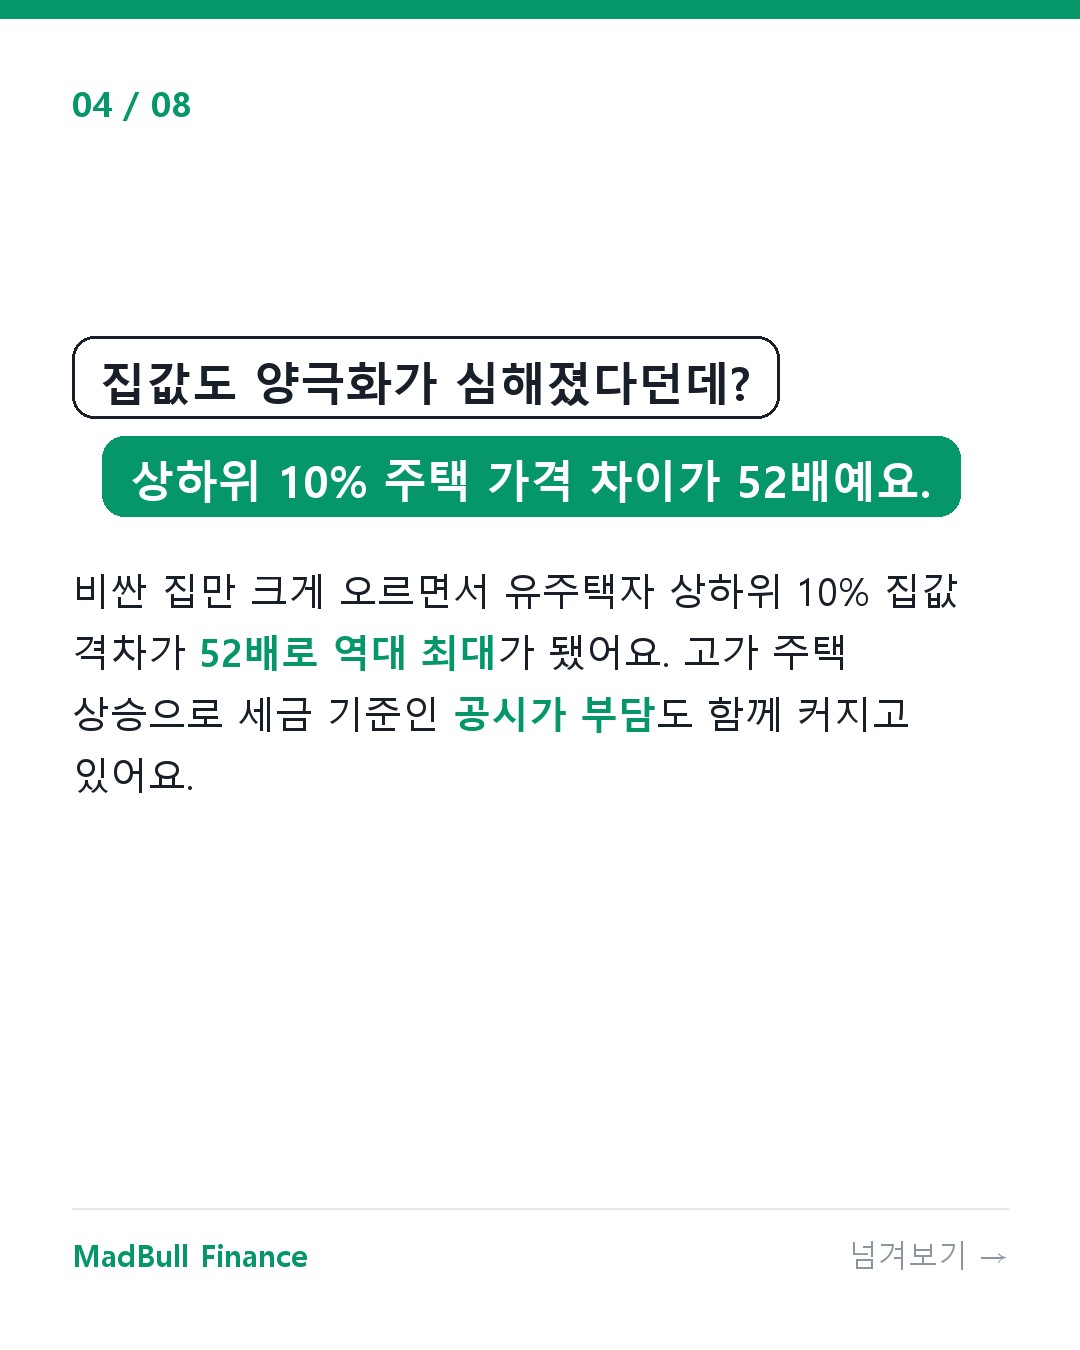 04 / 08
집값도 양극화가 심해졌다던데?
상하위 10% 주택 가격 차이가 52배예요.
비싼 집만 크게 오르면서 유주택자 상하위 10% 집값
격차가 52배로 역대 최대가 됐어요. 고가 주택
상승으로 세금 기준인 공시가 부담도 함께 커지고
있어요.
MadBull Finance
넘겨보기 →